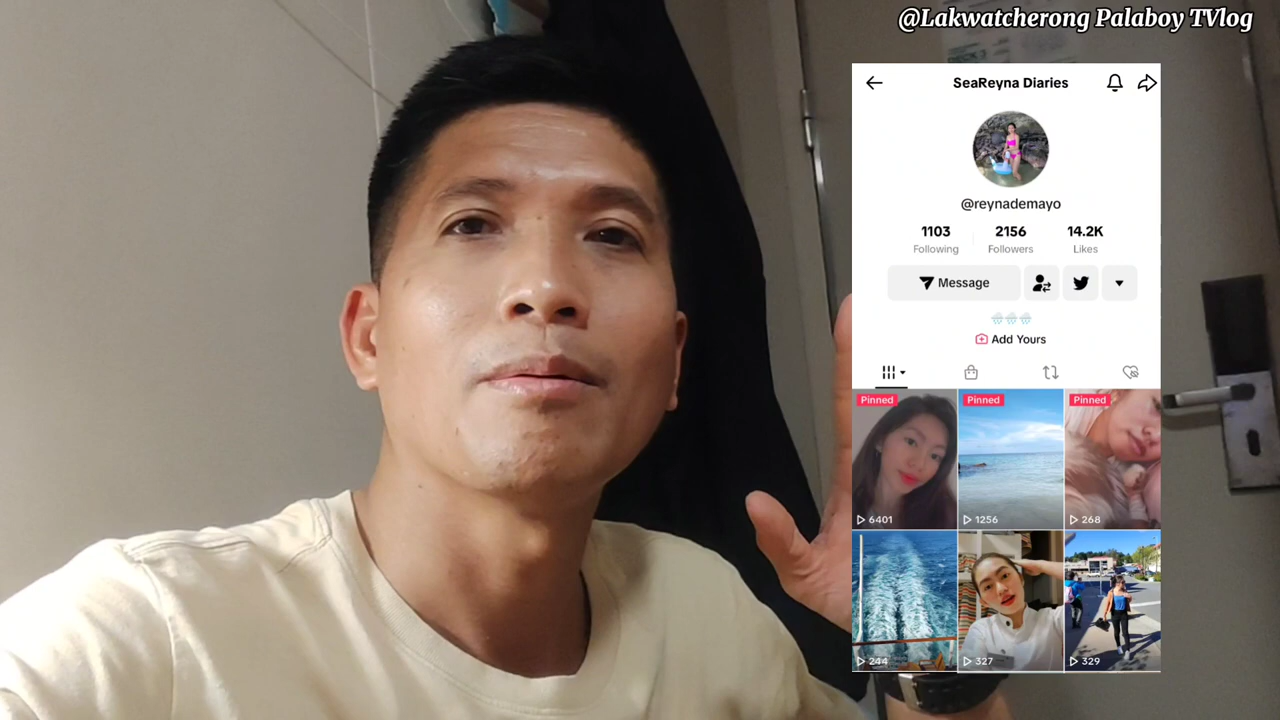 @Lakwatcherong Palaboy TVlog
SeaReyna Diaries
@reynademayo
1103 2156 14.2K
Following Followers Likes
Message
Add Yours
Pinned Pinned Pinned
6401 1256 268
244 327 329